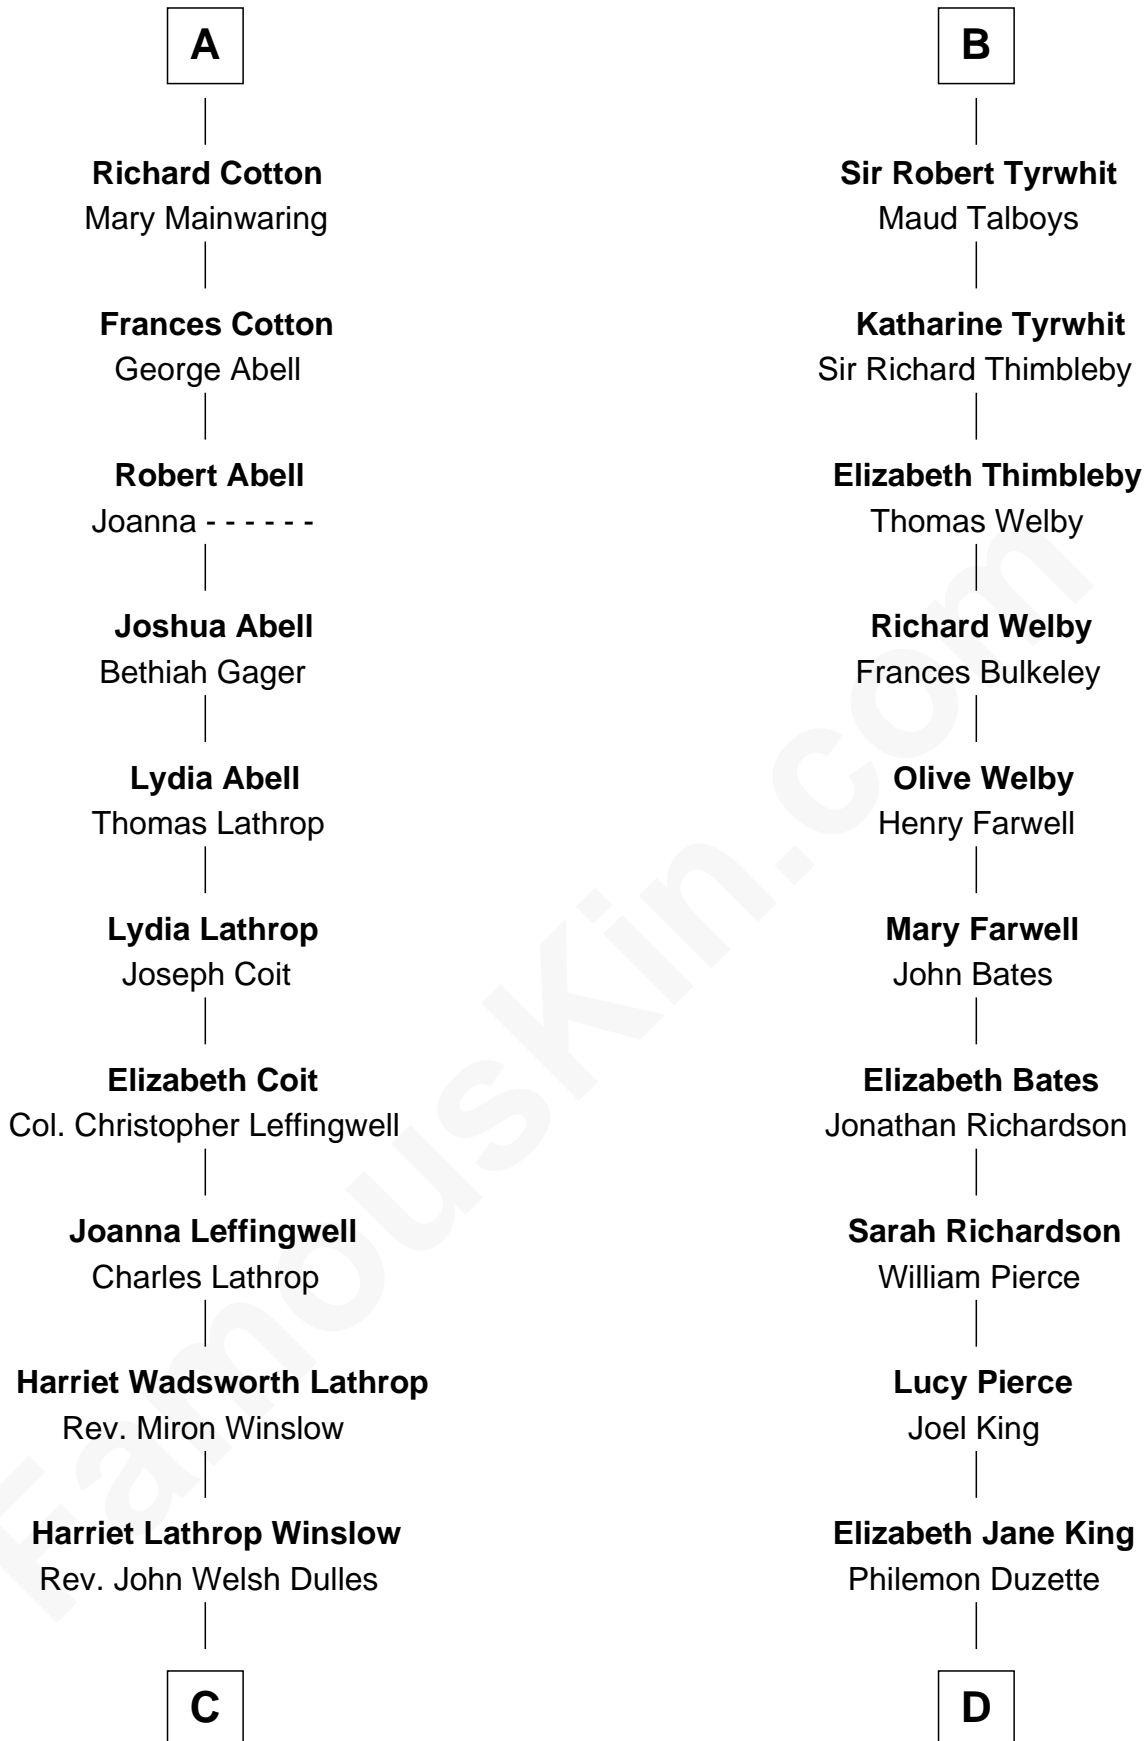 A
Richard Cotton
Mary Mainwaring
Frances Cotton
George Abell
Robert Abell
Joanna - - - - - -
Joshua Abell
Bethiah Gager
Lydia Abell
Thomas Lathrop
Lydia Lathrop
Joseph Coit
Elizabeth Coit
Col. Christopher Leffingwell
Joanna Leffingwell
Charles Lathrop
Harriet Wadsworth Lathrop
Rev. Miron Winslow
Harriet Lathrop Winslow
Rev. John Welsh Dulles
C
B
Sir Robert Tyrwhit
Maud Talboys
Katharine Tyrwhit
Sir Richard Thimbleby
Elizabeth Thimbleby
Thomas Welby
Richard Welby
Frances Bulkeley
Olive Welby
Henry Farwell
Mary Farwell
John Bates
Elizabeth Bates
Jonathan Richardson
Sarah Richardson
William Pierce
Lucy Pierce
Joel King
Elizabeth Jane King
Philemon Duzette
D
FamousKin.com